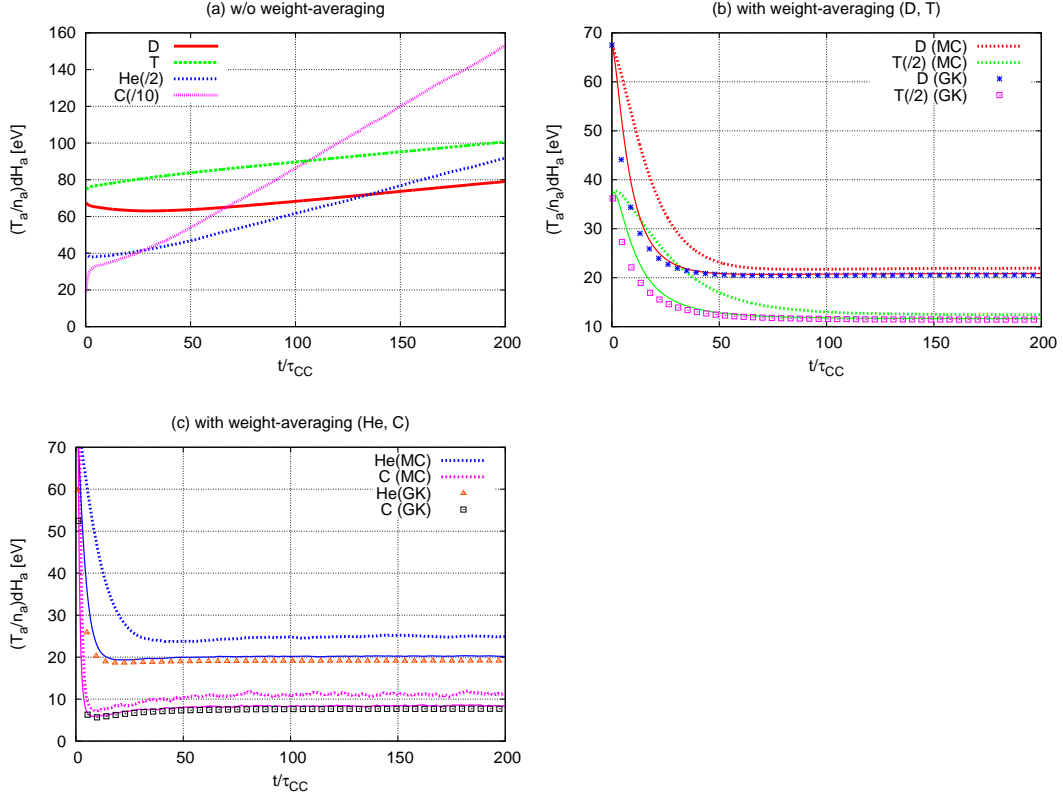 (a) w/o weight-averaging
(T_a/n_a)dH_a [eV]
160
140
120
100
80
60
40
20
0
D
T
He(/2)
C(/10)
0 50 100 150 200
t/τ_CC
(b) with weight-averaging (D, T)
(T_a/n_a)dH_a [eV]
70
60
50
40
30
20
10
D (MC)
T(/2) (MC)
D (GK)
T(/2) (GK)
0 50 100 150 200
t/τ_CC
(c) with weight-averaging (He, C)
(T_a/n_a)dH_a [eV]
70
60
50
40
30
20
10
0
He(MC)
C (MC)
He(GK)
C (GK)
0 50 100 150 200
t/τ_CC